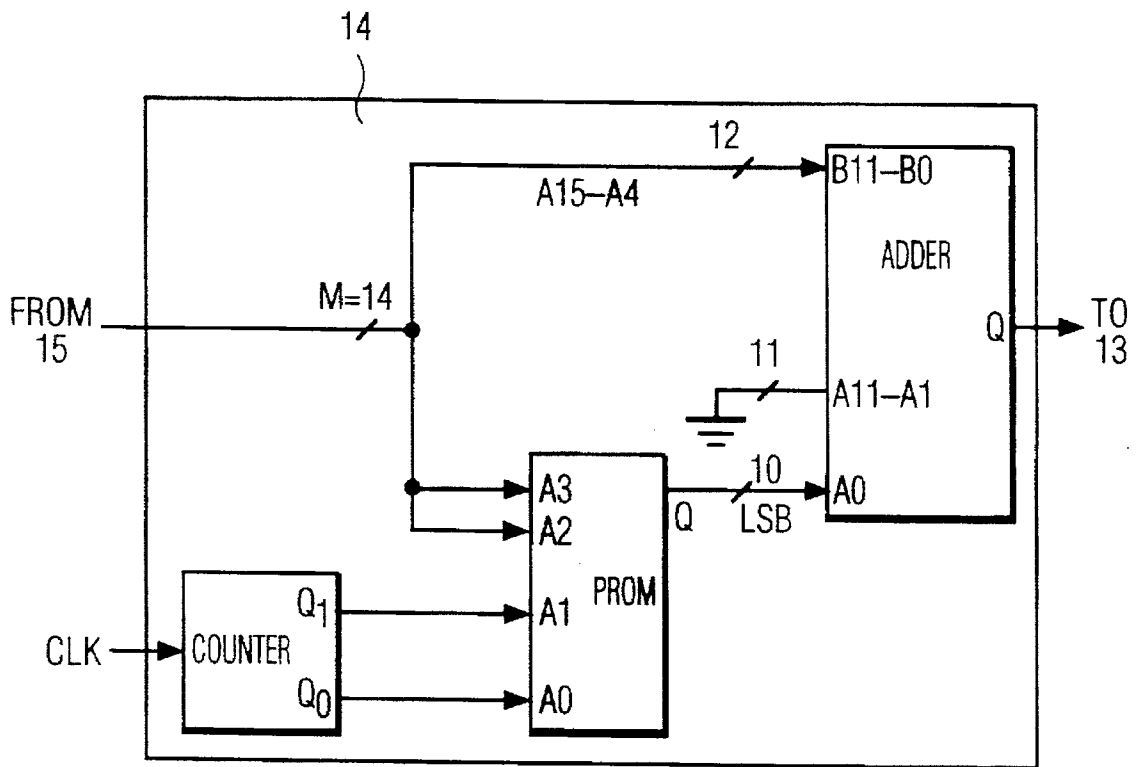 14
12
B11–B0
A15–A4
ADDER
M=14
FROM
15
Q
TO
13
11
A11–A1
10
A3
Q
LSB
A0
A2
PROM
Q1
A1
CLK
COUNTER
Q0
A0